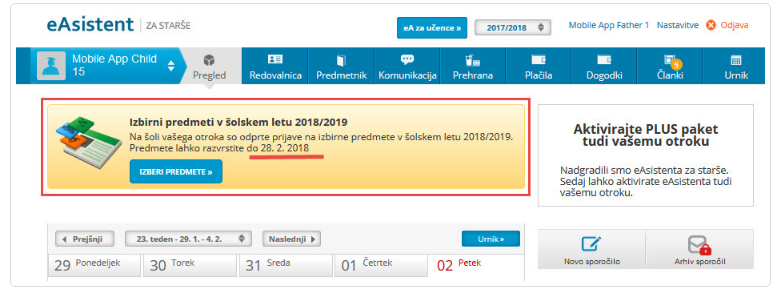 eAsistent | ZA STARŠE
eA za učence »
2017/2018
Mobile App Father 1
Nastavitve
Odjava
Mobile App Child
15
Pregled
Redovalnica
Predmetnik
Komunikacija
Prehrana
Plačila
Dogodki
5
Članki
Urnik
Izbirni predmeti v šolskem letu 2018/2019
Na šoli vašega otroka so odprte prijave na izbirne predmete v šolskem letu 2018/2019.
Predmete lahko razvrstite do 28. 2. 2018
IZBERI PREDMETE »
Aktivirajte PLUS paket
tudi vašemu otroku
Nadgradili smo eAsistenta za starše.
Sedaj lahko aktivirate eAsistenta tudi
vašemu otroku.
Prejšnji
23. teden - 29. 1. - 4. 2.
Naslednji
Urnik »
29 Ponedeljek
30 Torek
31 Sreda
01 Četrtek
02 Petek
Novo sporočilo
Arhiv sporočil